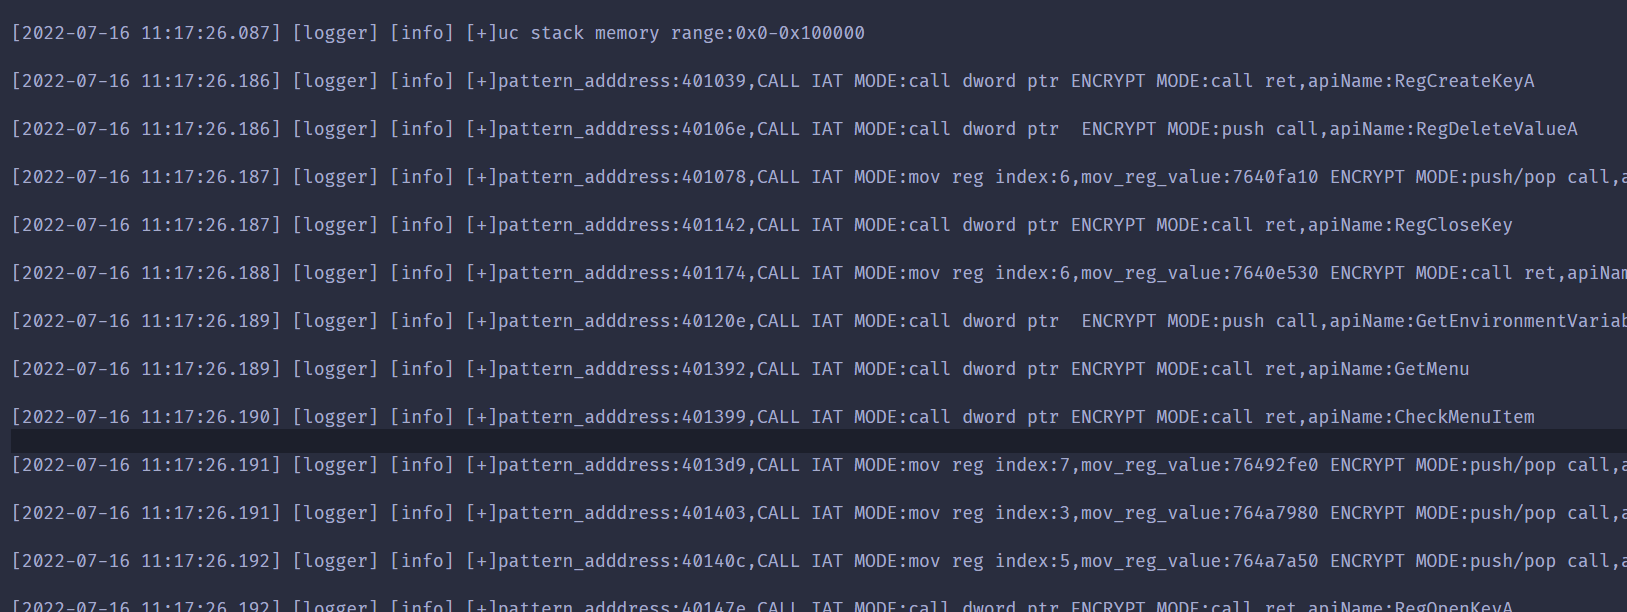 [2022-07-16 11:17:26.087] [logger] [info] [+]uc stack memory range:0x0-0x100000
[2022-07-16 11:17:26.186] [logger] [info] [+]pattern_adddress:401039,CALL IAT MODE:call dword ptr ENCRYPT MODE:call ret,apiName:RegCreateKeyA
[2022-07-16 11:17:26.186] [logger] [info] [+]pattern_adddress:40106e,CALL IAT MODE:call dword ptr  ENCRYPT MODE:push call,apiName:RegDeleteValueA
[2022-07-16 11:17:26.187] [logger] [info] [+]pattern_adddress:401078,CALL IAT MODE:mov reg index:6,mov_reg_value:7640fa10 ENCRYPT MODE:push/pop call,a
[2022-07-16 11:17:26.187] [logger] [info] [+]pattern_adddress:401142,CALL IAT MODE:call dword ptr ENCRYPT MODE:call ret,apiName:RegCloseKey
[2022-07-16 11:17:26.188] [logger] [info] [+]pattern_adddress:401174,CALL IAT MODE:mov reg index:6,mov_reg_value:7640e530 ENCRYPT MODE:call ret,apiNam
[2022-07-16 11:17:26.189] [logger] [info] [+]pattern_adddress:40120e,CALL IAT MODE:call dword ptr  ENCRYPT MODE:push call,apiName:GetEnvironmentVariab
[2022-07-16 11:17:26.189] [logger] [info] [+]pattern_adddress:401392,CALL IAT MODE:call dword ptr ENCRYPT MODE:call ret,apiName:GetMenu
[2022-07-16 11:17:26.190] [logger] [info] [+]pattern_adddress:401399,CALL IAT MODE:call dword ptr ENCRYPT MODE:call ret,apiName:CheckMenuItem
[2022-07-16 11:17:26.191] [logger] [info] [+]pattern_adddress:4013d9,CALL IAT MODE:mov reg index:7,mov_reg_value:76492fe0 ENCRYPT MODE:push/pop call,a
[2022-07-16 11:17:26.191] [logger] [info] [+]pattern_adddress:401403,CALL IAT MODE:mov reg index:3,mov_reg_value:764a7980 ENCRYPT MODE:push/pop call,a
[2022-07-16 11:17:26.192] [logger] [info] [+]pattern_adddress:40140c,CALL IAT MODE:mov reg index:5,mov_reg_value:764a7a50 ENCRYPT MODE:push/pop call,a
[2022-07-16 11:17:26.192] [logger] [info] [+]pattern_adddress:40147e,CALL IAT MODE:call dword ptr ENCRYPT MODE:call ret,apiName:RegOpenKeyA